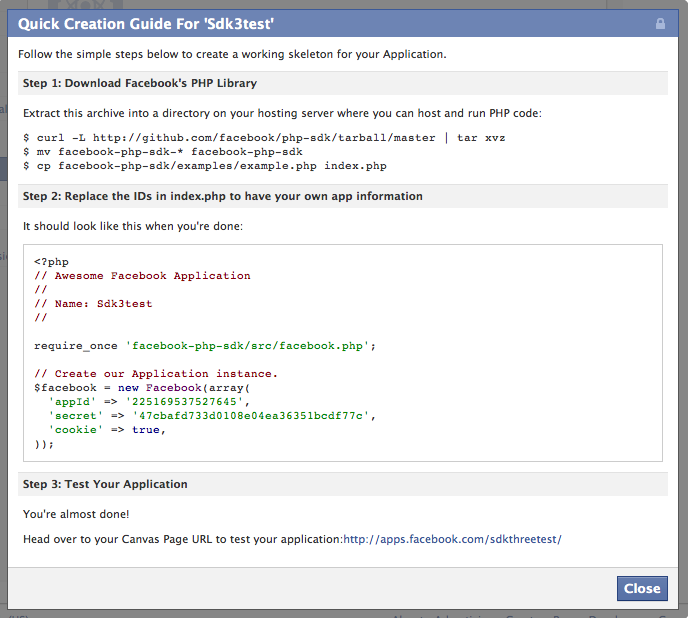 Quick Creation Guide For 'Sdk3test'
Follow the simple steps below to create a working skeleton for your Application.
Step 1: Download Facebook's PHP Library
Extract this archive into a directory on your hosting server where you can host and run PHP code:
$ curl -L http://github.com/facebook/php-sdk/tarball/master | tar xvz
$ mv facebook-php-sdk-* facebook-php-sdk
$ cp facebook-php-sdk/examples/example.php index.php
Step 2: Replace the IDs in index.php to have your own app information
It should look like this when you're done:
<?php
// Awesome Facebook Application
//
// Name: Sdk3test
//
require_once 'facebook-php-sdk/src/facebook.php';
// Create our Application instance.
$facebook = new Facebook(array(
'appId' => '225169537527645',
'secret' => '47cbafd733d0108e04ea36351bcdf77c',
'cookie' => true,
));
Step 3: Test Your Application
You're almost done!
Head over to your Canvas Page URL to test your application:http://apps.facebook.com/sdkthreetest/
Close